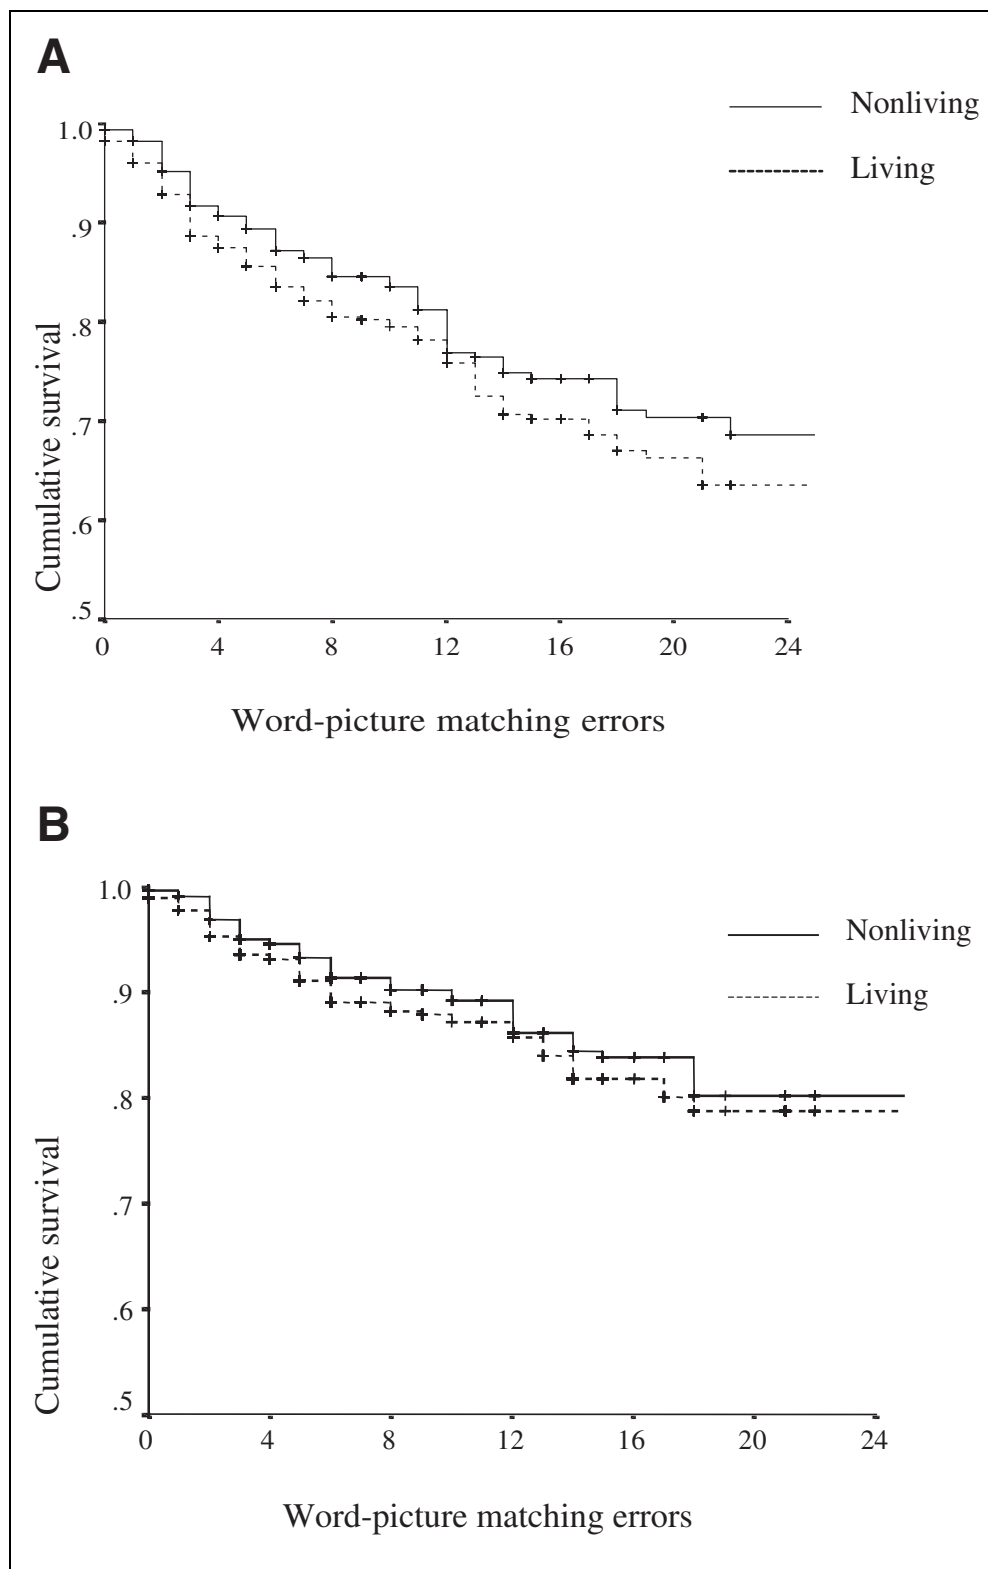 A
Nonliving
Living
1.0
.9
.8
.7
.6
.5
Cumulative survival
0 4 8 12 16 20 24
Word-picture matching errors
B
Nonliving
Living
1.0
.9
.8
.7
.6
.5
Cumulative survival
0 4 8 12 16 20 24
Word-picture matching errors